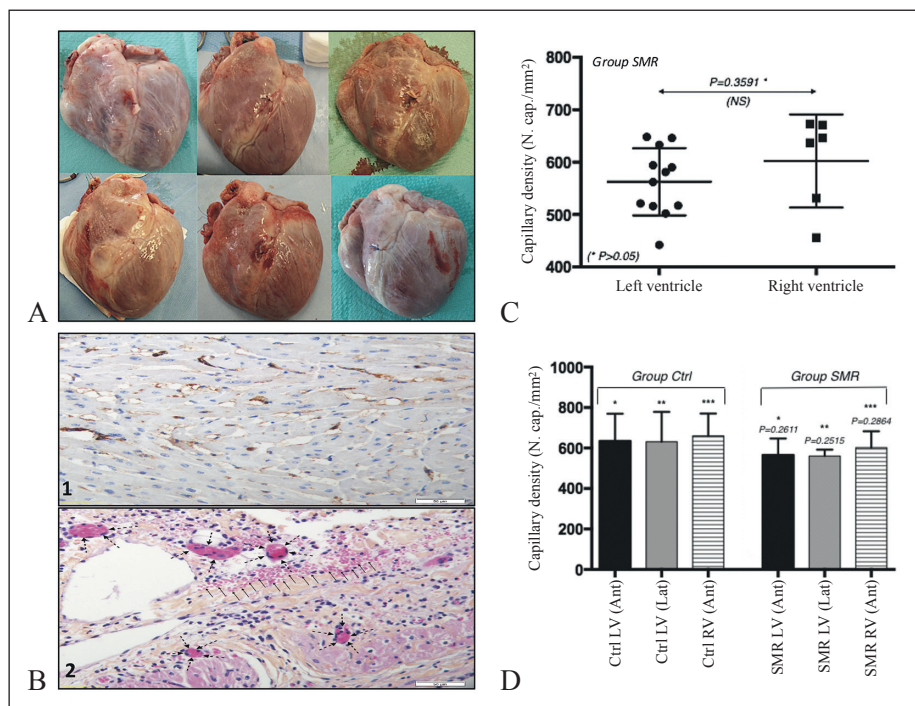 A
B
1
50 µm
2
C
Group SMR
P=0.3591 *
(NS)
Capillary density (N. cap./mm²)
800
700
600
500
400
(* P>0.05)
Left ventricle
Right ventricle
D
Group Ctrl
Group SMR
* ** ***
* ** ***
P=0.2611
P=0.2515
P=0.2864
Capillary density (N. cap./mm²)
1000
800
600
400
200
0
Ctrl LV (Ant)
Ctrl LV (Lat)
Ctrl RV (Ant)
SMR LV (Ant)
SMR LV (Lat)
SMR RV (Ant)